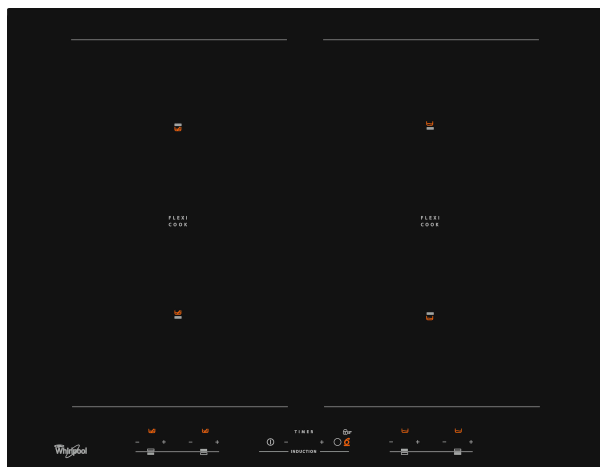 FLEXI
COOK
FLEXI
COOK
TIMER
INDUCTION
Whirlpool